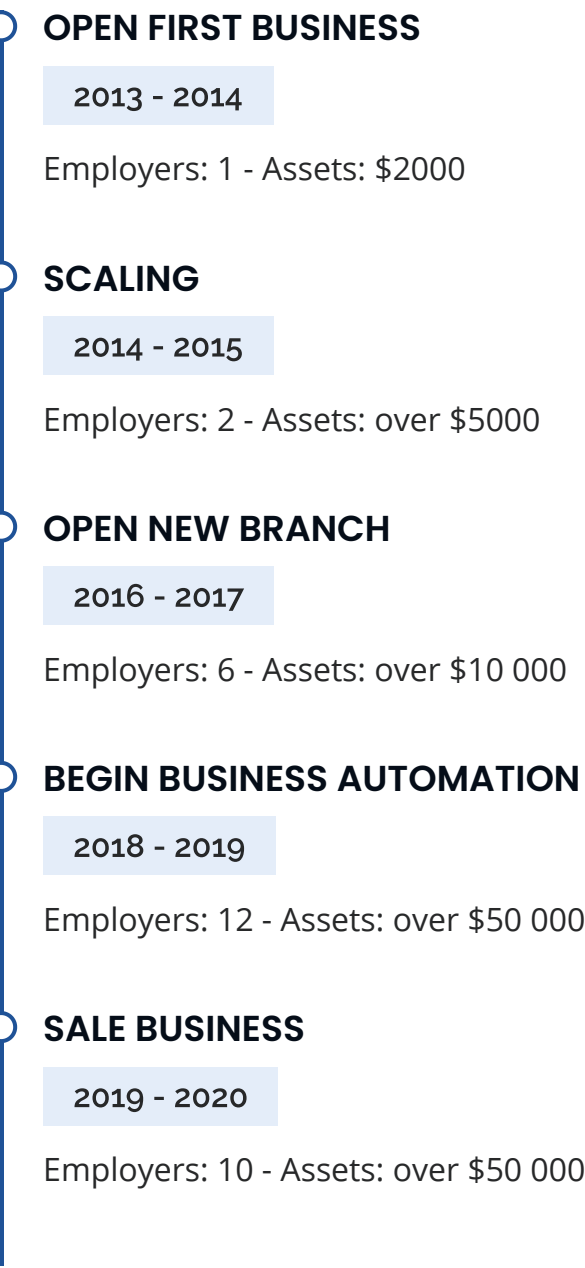 OPEN FIRST BUSINESS
2013 - 2014
Employers: 1 - Assets: $2000
SCALING
2014 - 2015
Employers: 2 - Assets: over $5000
OPEN NEW BRANCH
2016 - 2017
Employers: 6 - Assets: over $10 000
BEGIN BUSINESS AUTOMATION
2018 - 2019
Employers: 12 - Assets: over $50 000
SALE BUSINESS
2019 - 2020
Employers: 10 - Assets: over $50 000